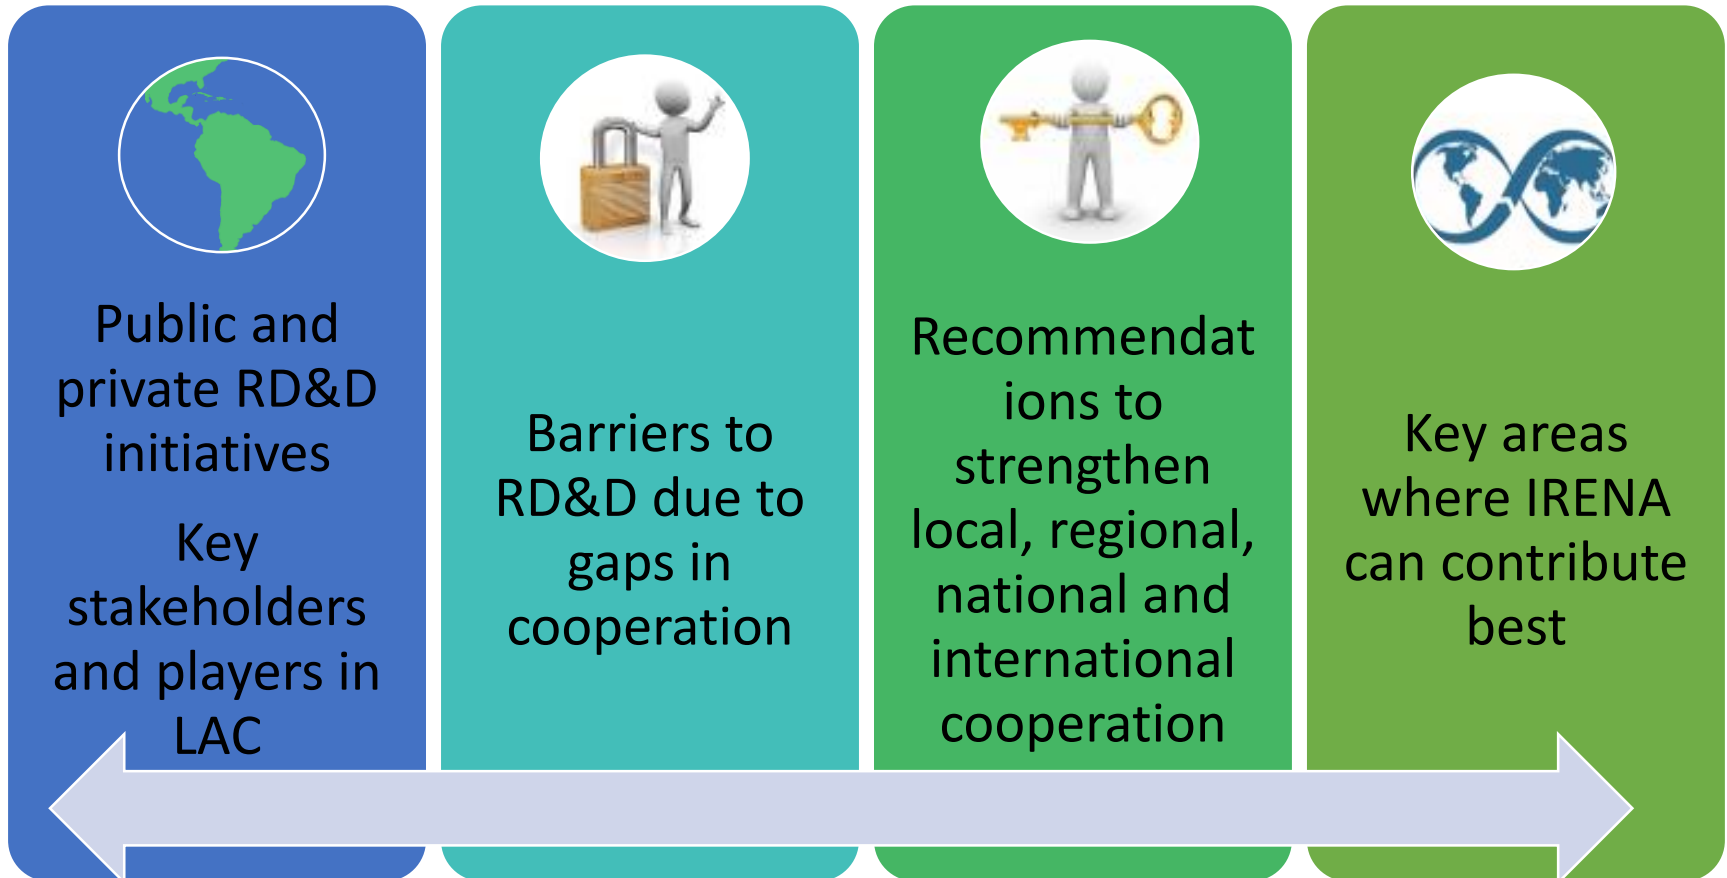 Public and
private RD&D
initiatives
Key
stakeholders
and players in
LAC
Barriers to
RD&D due to
gaps in
cooperation
Recommendat
ions to
strengthen
local, regional,
national and
international
cooperation
Key areas
where IRENA
can contribute
best